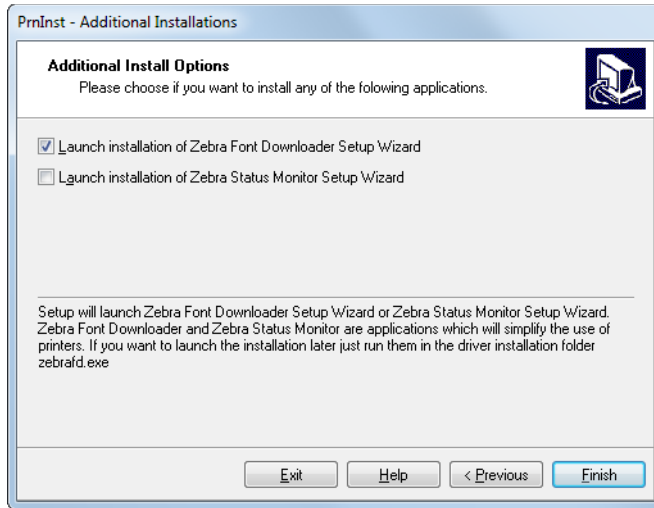 PrnInst - Additional Installations
Additional Install Options
Please choose if you want to install any of the folowing applications.
Launch installation of Zebra Font Downloader Setup Wizard
Launch installation of Zebra Status Monitor Setup Wizard
Setup will launch Zebra Font Downloader Setup Wizard or Zebra Status Monitor Setup Wizard.
Zebra Font Downloader and Zebra Status Monitor are applications which will simplify the use of
printers. If you want to launch the installation later just run them in the driver installation folder
zebrafd.exe
Exit Help < Previous Finish